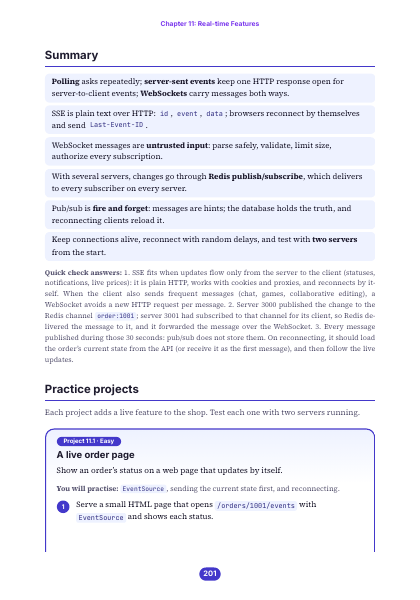 Chapter 11: Real-time Features
Summary
Polling asks repeatedly; server-sent events keep one HTTP response open for
server-to-client events; WebSockets carry messages both ways.
SSE is plain text over HTTP: id, event, data; browsers reconnect by themselves
and send Last-Event-ID.
WebSocket messages are untrusted input: parse safely, validate, limit size,
authorize every subscription.
With several servers, changes go through Redis publish/subscribe, which delivers
to every subscriber on every server.
Pub/sub is fire and forget: messages are hints; the database holds the truth, and
reconnecting clients reload it.
Keep connections alive, reconnect with random delays, and test with two servers
from the start.
Quick check answers: 1. SSE fits when updates flow only from the server to the client (statuses,
notifications, live prices): it is plain HTTP, works with cookies and proxies, and reconnects by it-
self. When the client also sends frequent messages (chat, games, collaborative editing), a
WebSocket avoids a new HTTP request per message. 2. Server 3000 published the change to the
Redis channel order:1001; server 3001 had subscribed to that channel for its client, so Redis de-
livered the message to it, and it forwarded the message over the WebSocket. 3. Every message
published during those 30 seconds: pub/sub does not store them. On reconnecting, it should load
the order's current state from the API (or receive it as the first message), and then follow the live
updates.
Practice projects
Each project adds a live feature to the shop. Test each one with two servers running.
Project 11.1 · Easy
A live order page
Show an order's status on a web page that updates by itself.
You will practise: EventSource, sending the current state first, and reconnecting.
1 Serve a small HTML page that opens /orders/1001/events with
EventSource and shows each status.
201